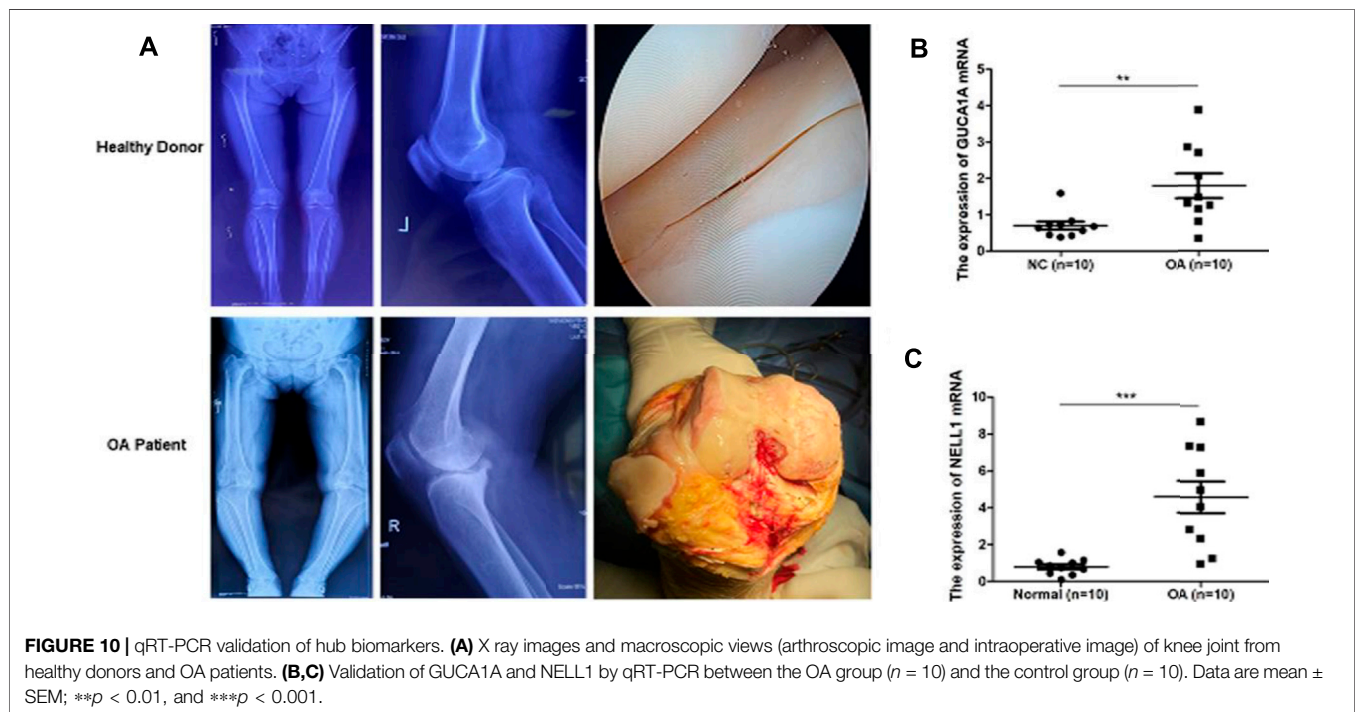 A
Healthy Donor
L
OA Patient
R
B
The expression of GUCA1A mRNA
5
4
3
2
1
0
**
NC (n=10)
OA (n=10)
C
The expression of NELL1 mRNA
10
8
6
4
2
0
***
Normal (n=10)
OA (n=10)
FIGURE 10 | qRT-PCR validation of hub biomarkers. (A) X ray images and macroscopic views (arthroscopic image and intraoperative image) of knee joint from
healthy donors and OA patients. (B,C) Validation of GUCA1A and NELL1 by qRT-PCR between the OA group (n = 10) and the control group (n = 10). Data are mean ±
SEM; **p < 0.01, and ***p < 0.001.